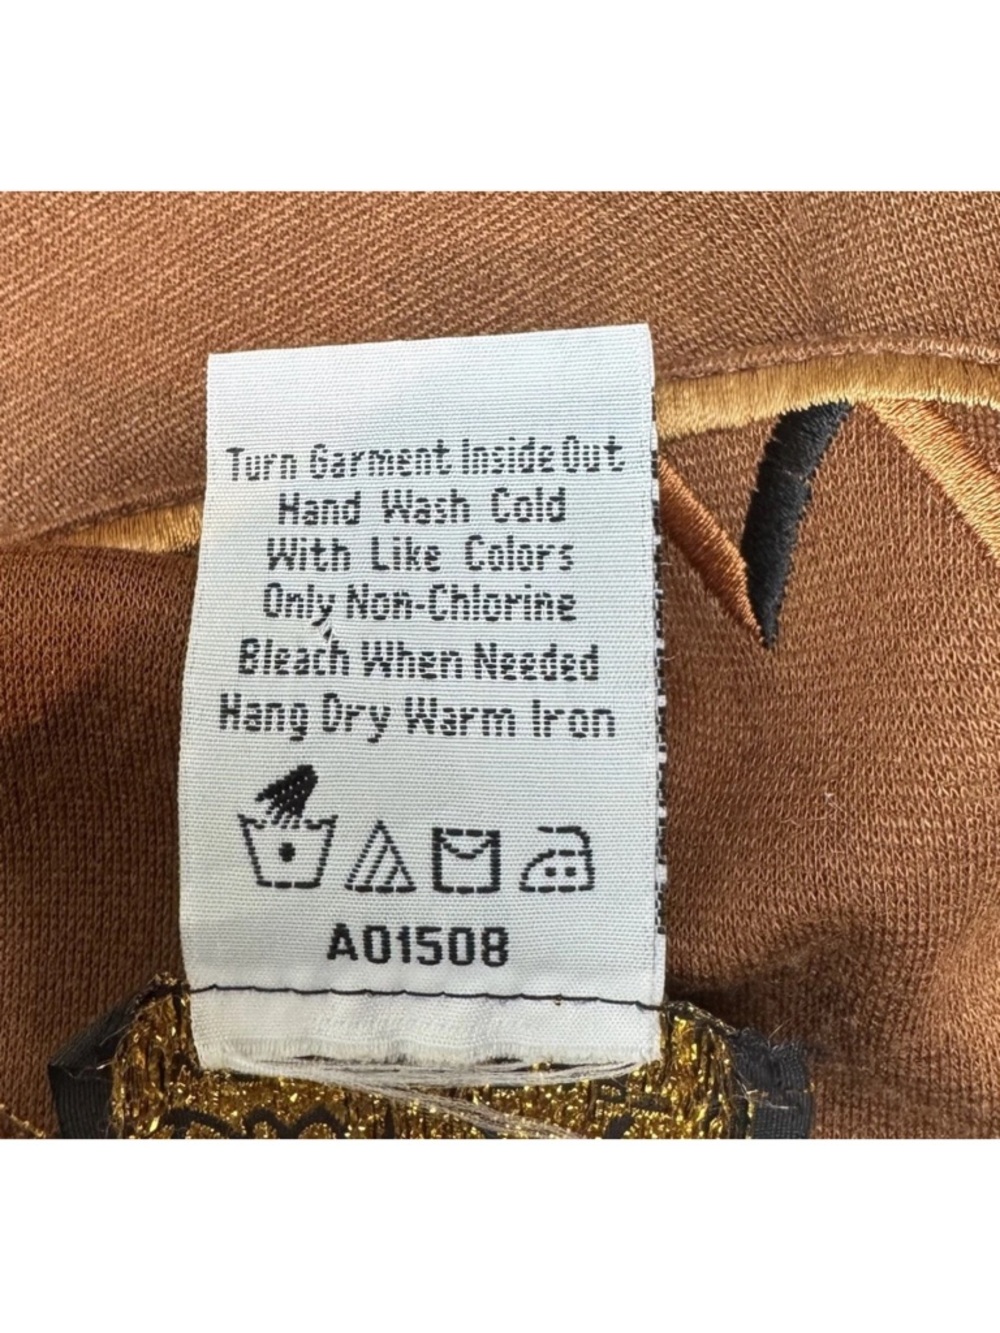 Turn Garment Inside Out
Hand Wash Cold
With Like Colors
Only Non-Chlorine
Bleach When Needed
Hang Dry Warm Iron
A01508